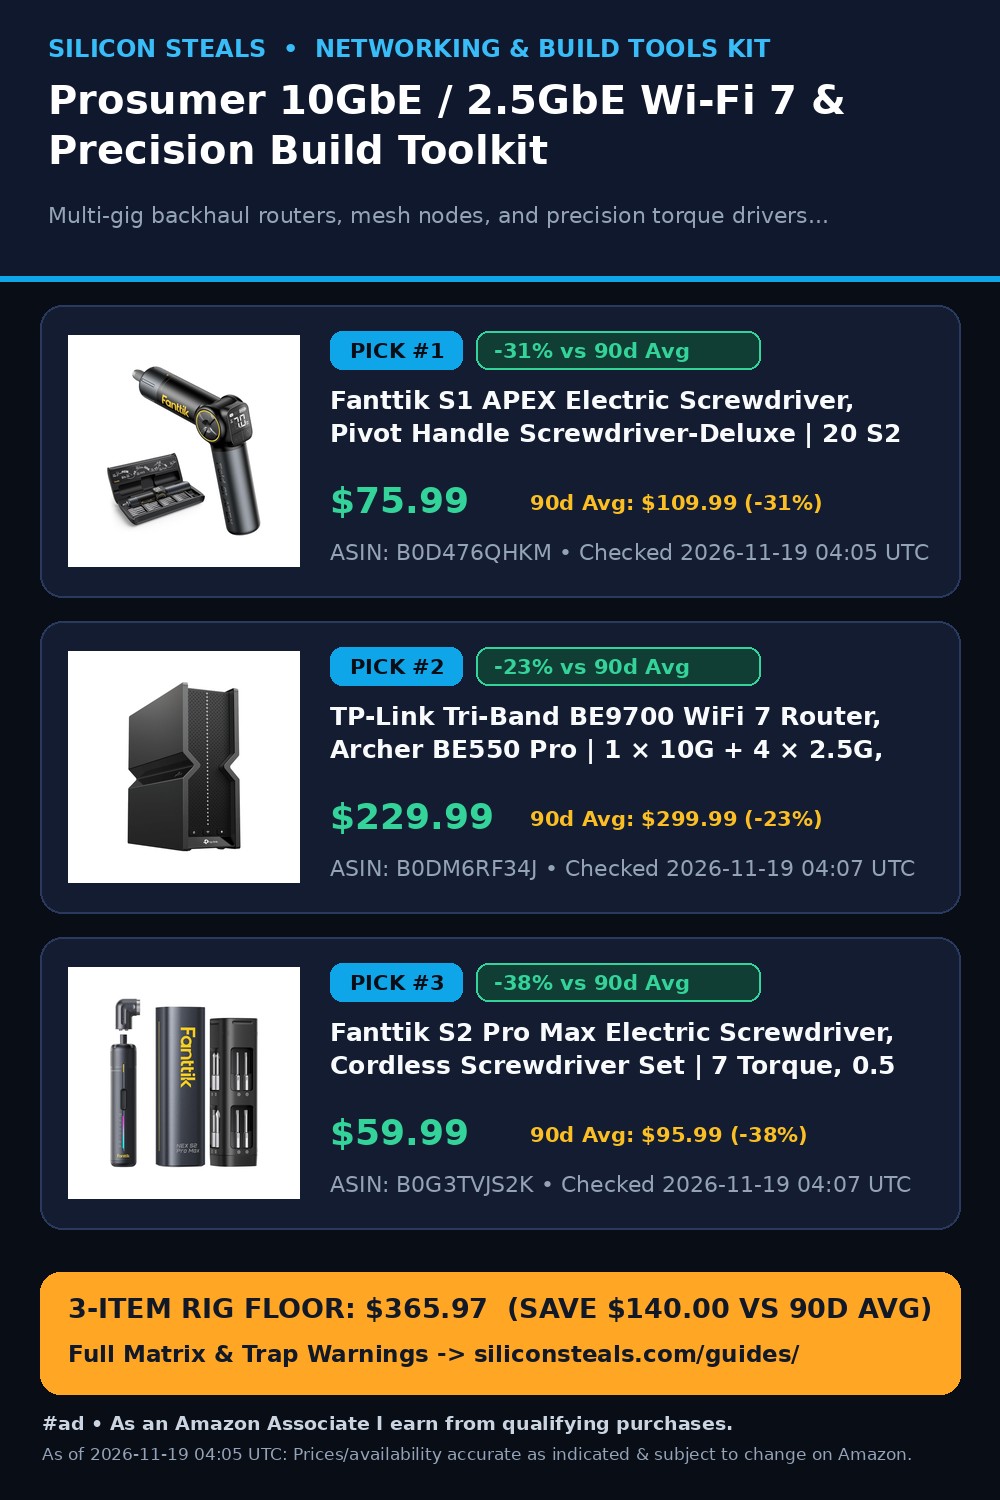 SILICON STEALS • NETWORKING & BUILD TOOLS KIT
Prosumer 10GbE / 2.5GbE Wi-Fi 7 &
Precision Build Toolkit
Multi-gig backhaul routers, mesh nodes, and precision torque drivers...
PICK #1
-31% vs 90d Avg
Fanttik S1 APEX Electric Screwdriver,
Pivot Handle Screwdriver-Deluxe | 20 S2
$75.99
90d Avg: $109.99 (-31%)
ASIN: B0D476QHKM • Checked 2026-11-19 04:05 UTC
Fanttik
PICK #2
-23% vs 90d Avg
TP-Link Tri-Band BE9700 WiFi 7 Router,
Archer BE550 Pro | 1 × 10G + 4 × 2.5G,
$229.99
90d Avg: $299.99 (-23%)
ASIN: B0DM6RF34J • Checked 2026-11-19 04:07 UTC
PICK #3
-38% vs 90d Avg
Fanttik S2 Pro Max Electric Screwdriver,
Cordless Screwdriver Set | 7 Torque, 0.5
$59.99
90d Avg: $95.99 (-38%)
ASIN: B0G3TVJS2K • Checked 2026-11-19 04:07 UTC
Fanttik
Pro Max
3-ITEM RIG FLOOR: $365.97 (SAVE $140.00 VS 90D AVG)
Full Matrix & Trap Warnings -> siliconsteals.com/guides/
#ad • As an Amazon Associate I earn from qualifying purchases.
As of 2026-11-19 04:05 UTC: Prices/availability accurate as indicated & subject to change on Amazon.